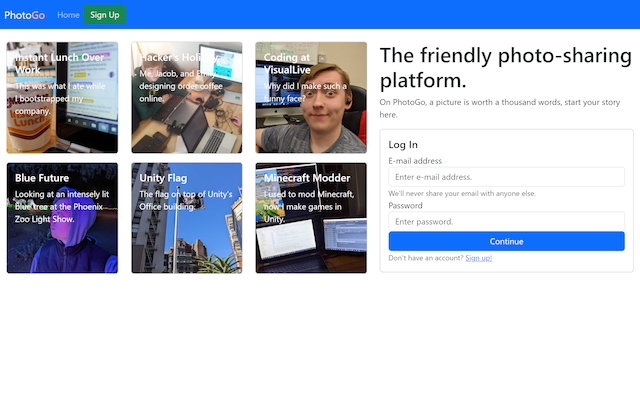 PhotoGo
Home
Sign Up
Instant Lunch Over
Work
This was what I ate while
I bootstrapped my
company.
Hacker's Holiday
Me, Jacob, and
designing order coffee
online.
Coding at
VisualLive
Why did I make such a
funny face?
Blue Future
Looking at an intensely lit
blue tree at the Phoenix
Zoo Light Show.
Unity Flag
The flag on top of Unity's
Office building.
Minecraft Modder
I used to mod Minecraft,
now I make games in
Unity.
The friendly photo-sharing
platform.
On PhotoGo, a picture is worth a thousand words, start your story
here.
Log In
E-mail address
Enter e-mail address.
We'll never share your email with anyone else.
Password
Enter password.
Continue
Don't have an account? Sign up!